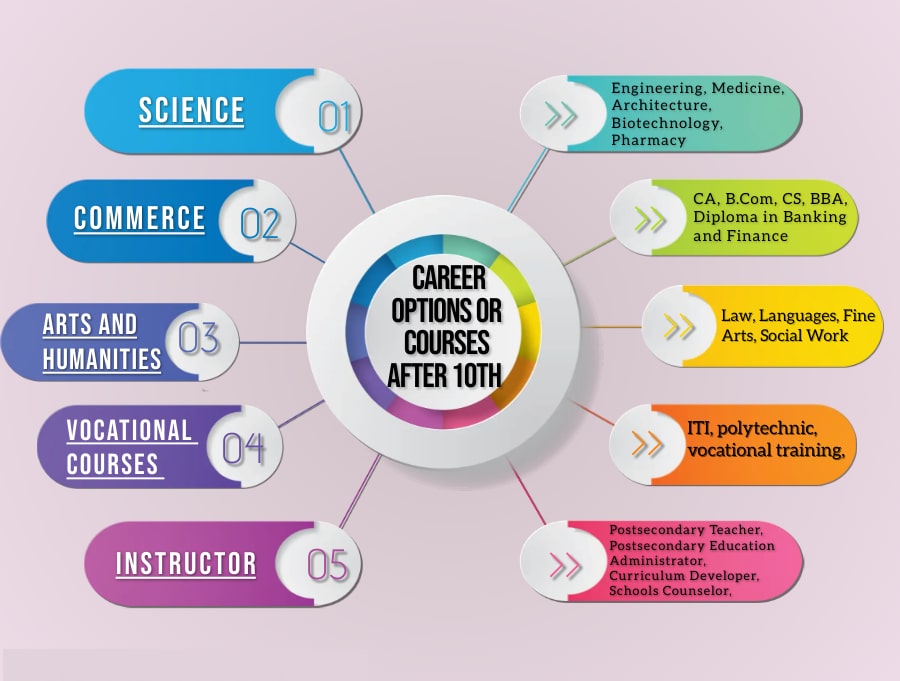 SCIENCE
01
Engineering, Medicine,
Architecture,
Biotechnology,
Pharmacy
COMMERCE
02
CA, B.Com, CS, BBA,
Diploma in Banking
and Finance
CAREER
OPTIONS OR
COURSES
AFTER 10TH
ARTS AND
HUMANITIES
03
Law, Languages, Fine
Arts, Social Work
VOCATIONAL
COURSES
04
ITI, polytechnic,
vocational training,
INSTRUCTOR
05
Postsecondary Teacher,
Postsecondary Education
Administrator,
Curriculum Developer,
Schools Counselor,